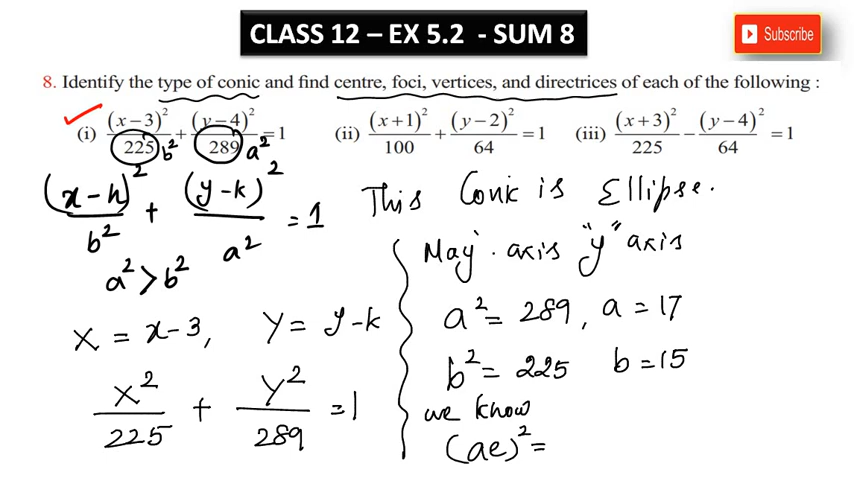 CLASS 12 – EX 5.2 - SUM 8
Subscribe
8. Identify the type of conic and find centre, foci, vertices, and directrices of each of the following :
(i) (x−3)²/225 + (y−4)²/289 = 1 (ii) (x+1)²/100 + (y−2)²/64 = 1 (iii) (x+3)²/225 − (y−4)²/64 = 1
b² a²
(x-h)²/b² + (y-k)²/a² = 1
a² > b²
X = x-3, Y = y-k
X²/225 + Y²/289 = 1
This Conic is Ellipse.
May. axis "y" axis
a² = 289, a = 17
b² = 225 b = 15
we know
(ae)² =